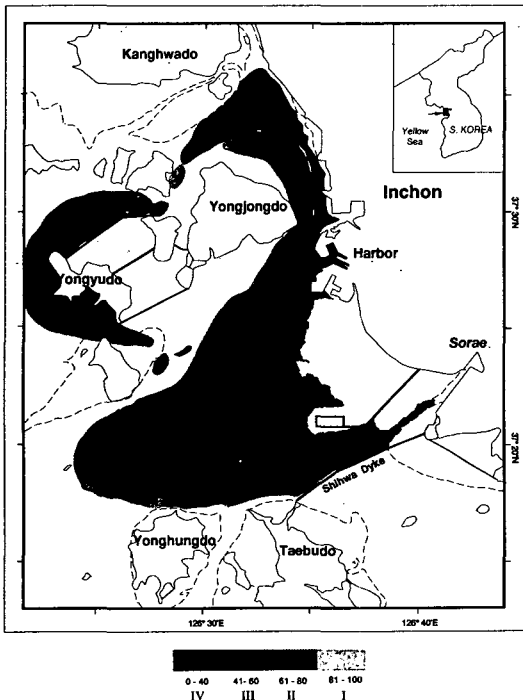 Kanghwado
Yellow
Sea
S. KOREA
Inchon
Yongjongdo
37° 30'N
Harbor
Yongyudo
Sorae
37° 20'N
Shihwa Dyke
Yonghungdo
Taebudo
126° 30'E
126° 40'E
0 - 40 41- 60 61 - 80 81 - 100
IV III II I